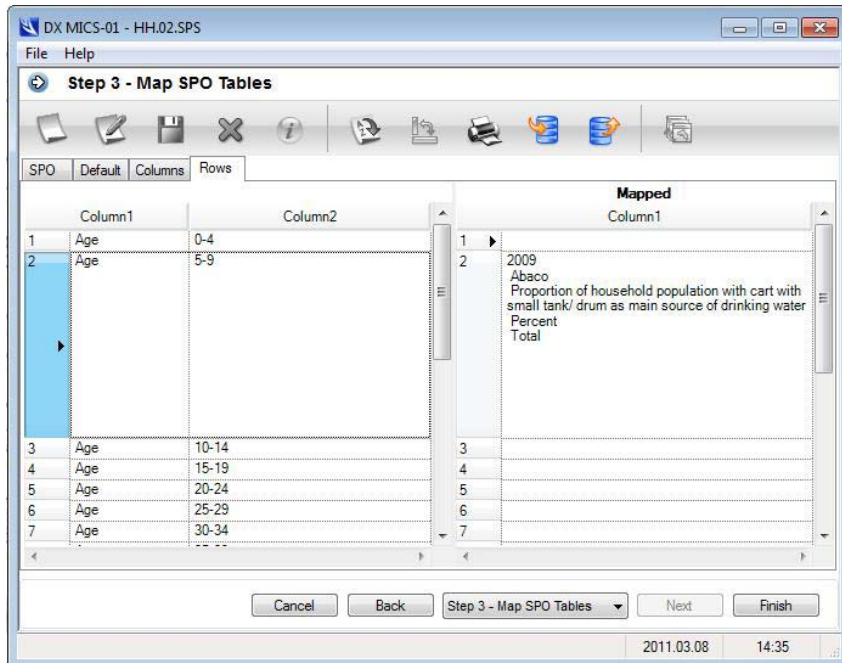 DX MICS-01 - HH.02.SPS
File Help
Step 3 - Map SPO Tables
SPO Default Columns Rows
Mapped
Column1 Column2 Column1
1 Age 0-4 1
2 Age 5-9 2 2009
Abaco
Proportion of household population with cart with
small tank/ drum as main source of drinking water
Percent
Total
3 Age 10-14 3
4 Age 15-19 4
5 Age 20-24 5
6 Age 25-29 6
7 Age 30-34 7
Cancel Back Step 3 - Map SPO Tables Next Finish
2011.03.08 14:35